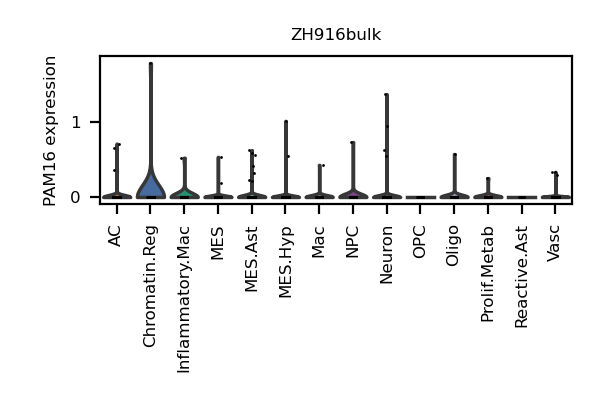 ZH916bulk
PAM16 expression
1
0
AC
Chromatin.Reg
Inflammatory.Mac
MES
MES.Ast
MES.Hyp
Mac
NPC
Neuron
OPC
Oligo
Prolif.Metab
Reactive.Ast
Vasc